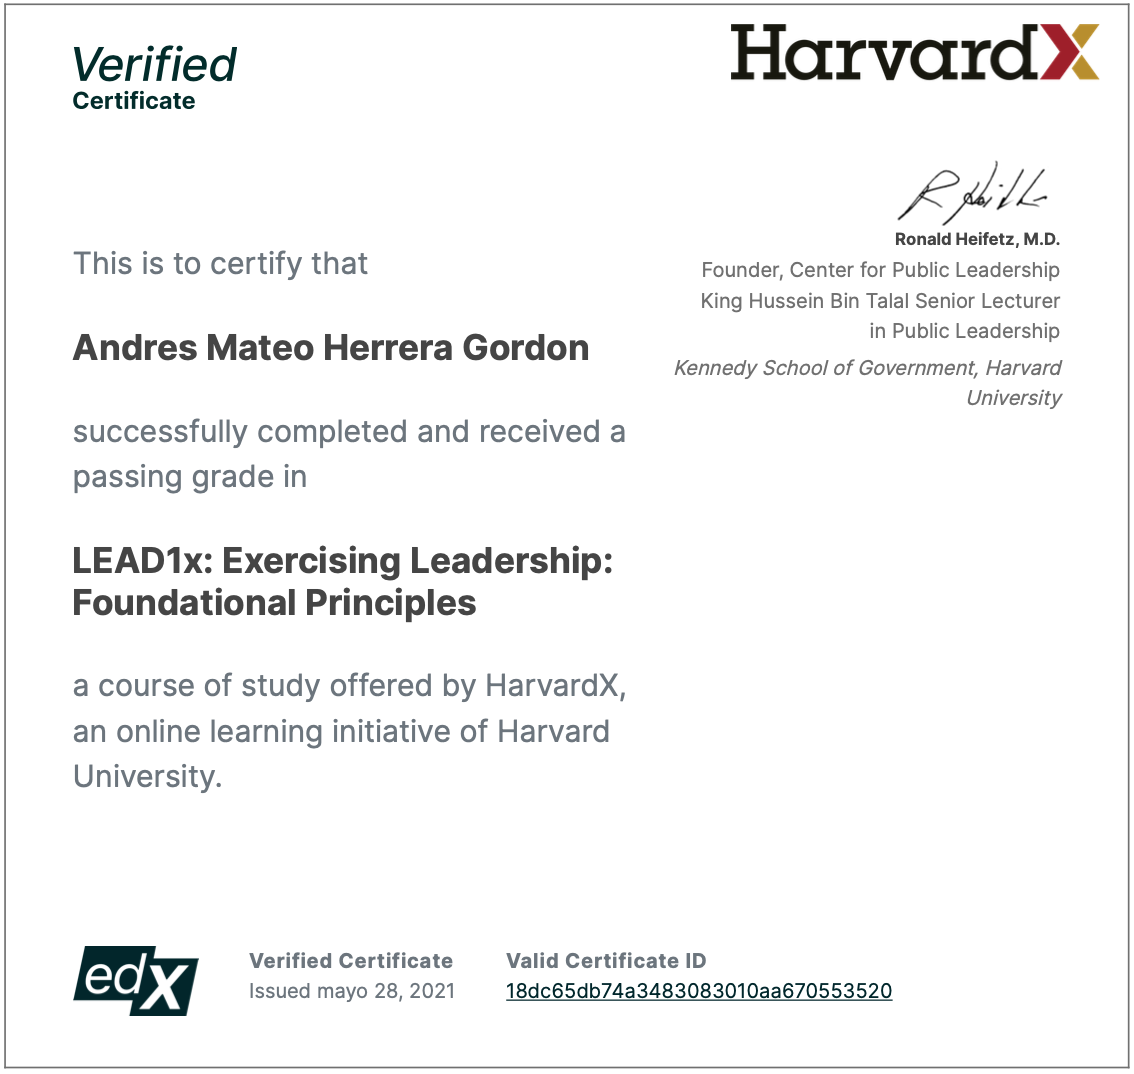 Verified
Certificate
HarvardX
Ronald Heifetz, M.D.
Founder, Center for Public Leadership
King Hussein Bin Talal Senior Lecturer
in Public Leadership
Kennedy School of Government, Harvard
University
This is to certify that
Andres Mateo Herrera Gordon
successfully completed and received a
passing grade in
LEAD1x: Exercising Leadership:
Foundational Principles
a course of study offered by HarvardX,
an online learning initiative of Harvard
University.
edX
Verified Certificate
Issued mayo 28, 2021
Valid Certificate ID
18dc65db74a3483083010aa670553520